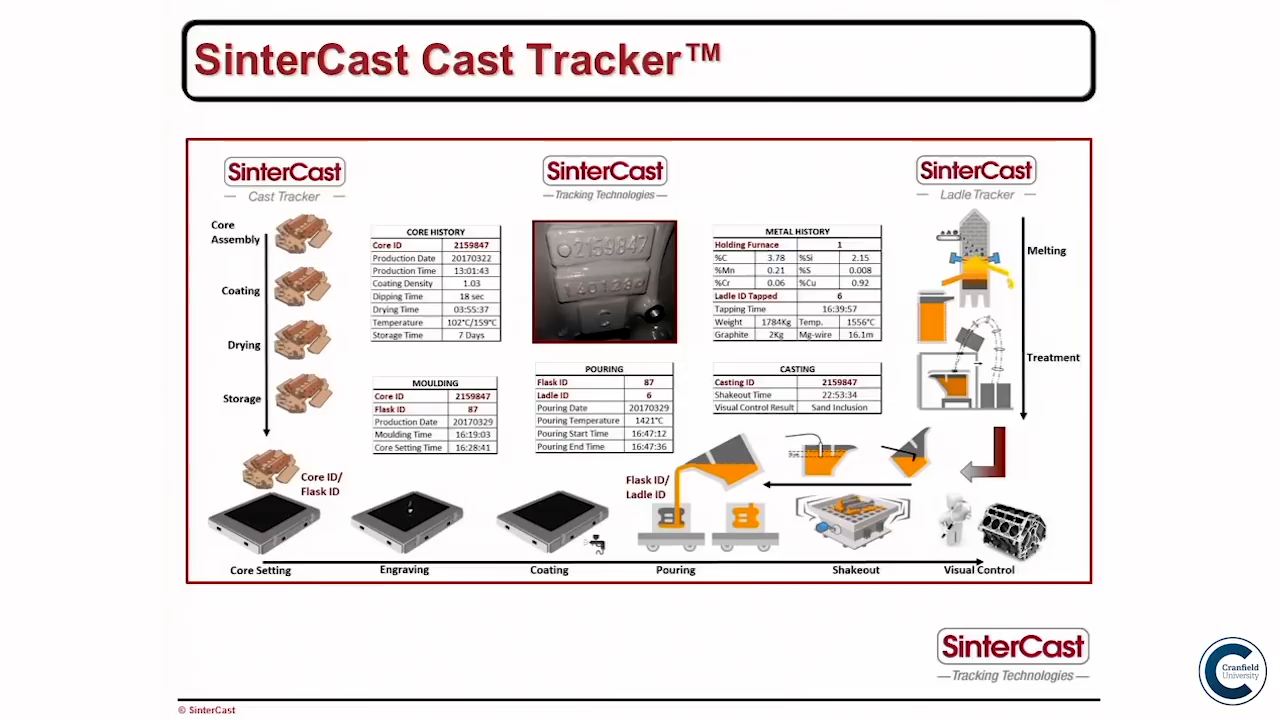 SinterCast Cast Tracker™
SinterCast
Cast Tracker
SinterCast
Tracking Technologies
SinterCast
Ladle Tracker
Core
Assembly
Coating
Drying
Storage
CORE HISTORY
Core ID 2159847
Production Date 20170322
Production Time 13:01:43
Coating Density 1.03
Dipping Time 18 sec
Drying Time 03:55:37
Temperature 102°C/159°C
Storage Time 7 Days
2159847
METAL HISTORY
Holding Furnace 1
%C 3.78 %Si 2.15
%Mn 0.21 %S 0.008
%Cr 0.06 %Cu 0.92
Ladle ID Tapped 6
Tapping Time 16:39:57
Weight 1784Kg Temp. 1556°C
Graphite 2Kg Mg-wire 16.1m
Melting
Treatment
MOULDING
Core ID 2159847
Flask ID 87
Production Date 20170329
Moulding Time 16:19:03
Core Setting Time 16:28:41
POURING
Flask ID 87
Ladle ID 6
Pouring Date 20170329
Pouring Temperature 1421°C
Pouring Start Time 16:47:12
Pouring End Time 16:47:36
CASTING
Casting ID 2159847
Shakeout Time 22:53:34
Visual Control Result Sand Inclusion
Core ID/
Flask ID
Flask ID/
Ladle ID
Core Setting
Engraving
Coating
Pouring
Shakeout
Visual Control
SinterCast
Tracking Technologies
Cranfield
University
© SinterCast